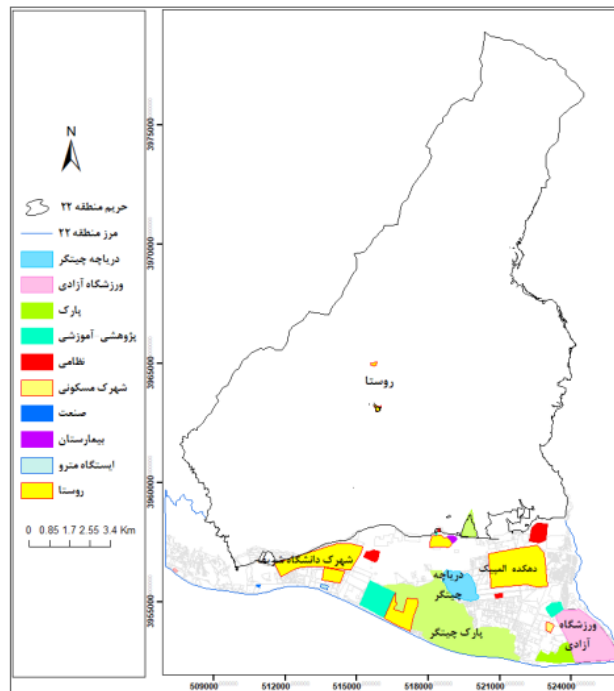 N
حریم منطقه ۲۲
مرز منطقه ۲۲
دریاچه چیتگر
ورزشگاه آزادی
پارک
پژوهشی-آموزشی
نظامی
شهرک مسکونی
صنعت
بیمارستان
ایستگاه مترو
روستا
0 0.85 1.7 2.55 3.4 Km
3975000
3970000
3965000
3960000
3955000
509000 512000 515000 518000 521000 524000
روستا
شهرک دانشگاه شریف
دریاچه
چیتگر
دهکده المپیک
پارک چیتگر
ورزشگاه
آزادی